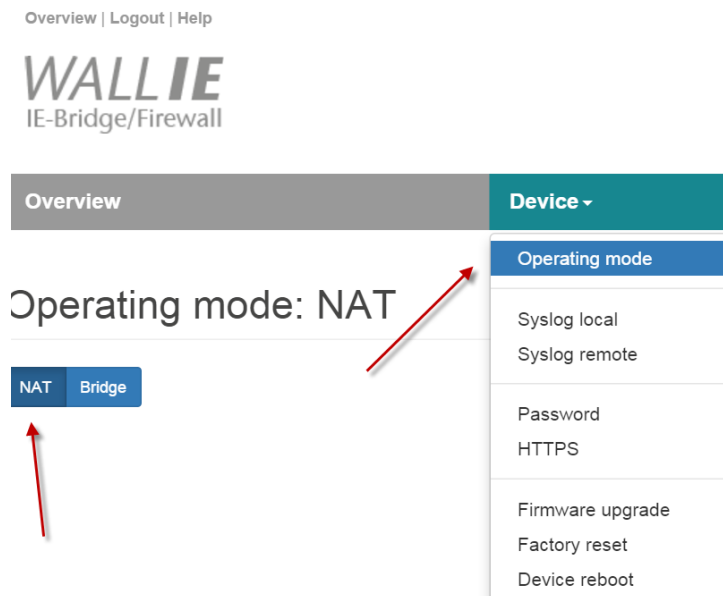 Overview | Logout | Help
WALL IE
IE-Bridge/Firewall
Overview
Device
Operating mode
Operating mode: NAT
Syslog local
Syslog remote
NAT Bridge
Password
HTTPS
Firmware upgrade
Factory reset
Device reboot